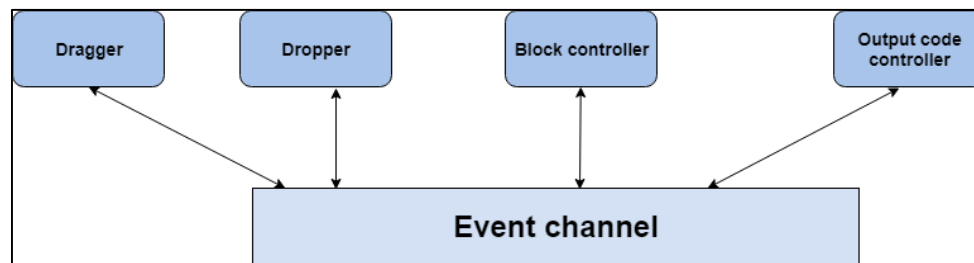 Dragger
Dropper
Block controller
Output code
controller
Event channel